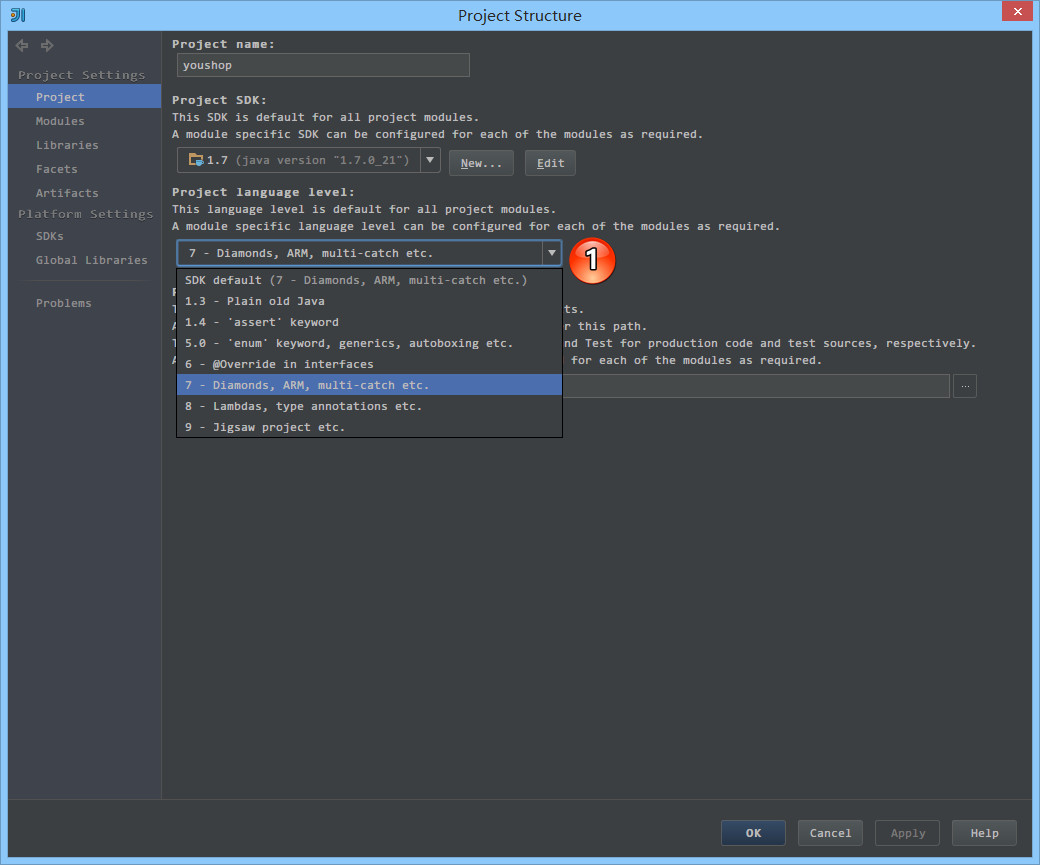 Project Structure
Project Settings
Project
Modules
Libraries
Facets
Artifacts
Platform Settings
SDKs
Global Libraries
Problems
Project name:
youshop
Project SDK:
This SDK is default for all project modules.
A module specific SDK can be configured for each of the modules as required.
1.7 (java version "1.7.0_21")
New...
Edit
Project language level:
This language level is default for all project modules.
A module specific language level can be configured for each of the modules as required.
7 - Diamonds, ARM, multi-catch etc.
1
SDK default (7 - Diamonds, ARM, multi-catch etc.)
1.3 - Plain old Java
1.4 - 'assert' keyword
5.0 - 'enum' keyword, generics, autoboxing etc.
6 - @Override in interfaces
7 - Diamonds, ARM, multi-catch etc.
8 - Lambdas, type annotations etc.
9 - Jigsaw project etc.
ts.
r this path.
nd Test for production code and test sources, respectively.
for each of the modules as required.
...
OK
Cancel
Apply
Help